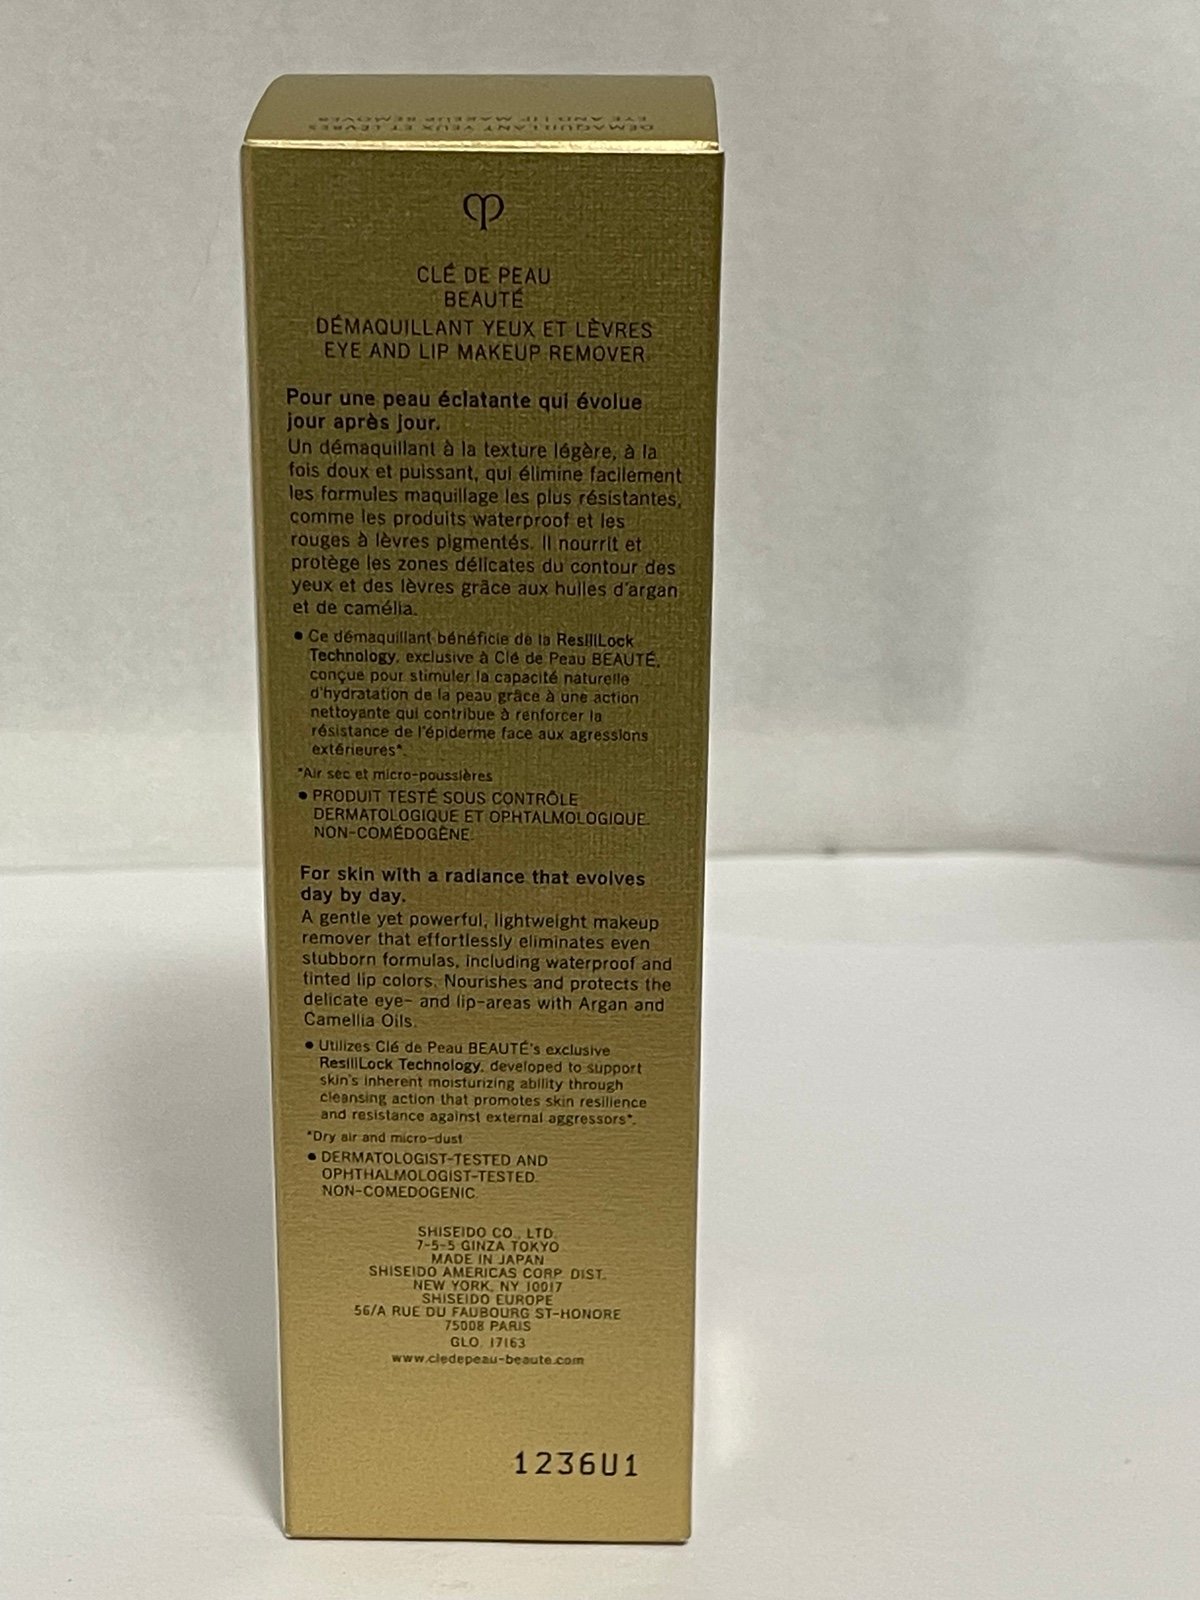 DÉMAQUILLANT YEUX ET LÈVRES
EYE AND LIP MAKEUP REMOVER
CLÉ DE PEAU
BEAUTÉ
DÉMAQUILLANT YEUX ET LÈVRES
EYE AND LIP MAKEUP REMOVER
Pour une peau éclatante qui évolue
jour après jour.
Un démaquillant à la texture légère, à la
fois doux et puissant, qui élimine facilement
les formules maquillage les plus résistantes,
comme les produits waterproof et les
rouges à lèvres pigmentés. Il nourrit et
protège les zones délicates du contour des
yeux et des lèvres grâce aux huiles d'argan
et de camélia.
• Ce démaquillant bénéficie de la ResiliLock
Technology, exclusive à Clé de Peau BEAUTÉ,
conçue pour stimuler la capacité naturelle
d'hydratation de la peau grâce à une action
nettoyante qui contribue à renforcer la
résistance de l'épiderme face aux agressions
extérieures*.
*Air sec et micro-poussières
• PRODUIT TESTÉ SOUS CONTRÔLE
DERMATOLOGIQUE ET OPHTALMOLOGIQUE.
NON-COMÉDOGÈNE.
For skin with a radiance that evolves
day by day.
A gentle yet powerful, lightweight makeup
remover that effortlessly eliminates even
stubborn formulas, including waterproof and
tinted lip colors. Nourishes and protects the
delicate eye- and lip-areas with Argan and
Camellia Oils.
• Utilizes Clé de Peau BEAUTÉ's exclusive
ResiliLock Technology, developed to support
skin's inherent moisturizing ability through
cleansing action that promotes skin resilience
and resistance against external aggressors*.
*Dry air and micro-dust
• DERMATOLOGIST-TESTED AND
OPHTHALMOLOGIST-TESTED.
NON-COMEDOGENIC.
SHISEIDO CO., LTD.
7-5-5 GINZA TOKYO
MADE IN JAPAN
SHISEIDO AMERICAS CORP. DIST.
NEW YORK, NY 10017
SHISEIDO EUROPE
56/A RUE DU FAUBOURG ST-HONORE
75008 PARIS
GLO. 17163
www.cledepeau-beaute.com
1236U1